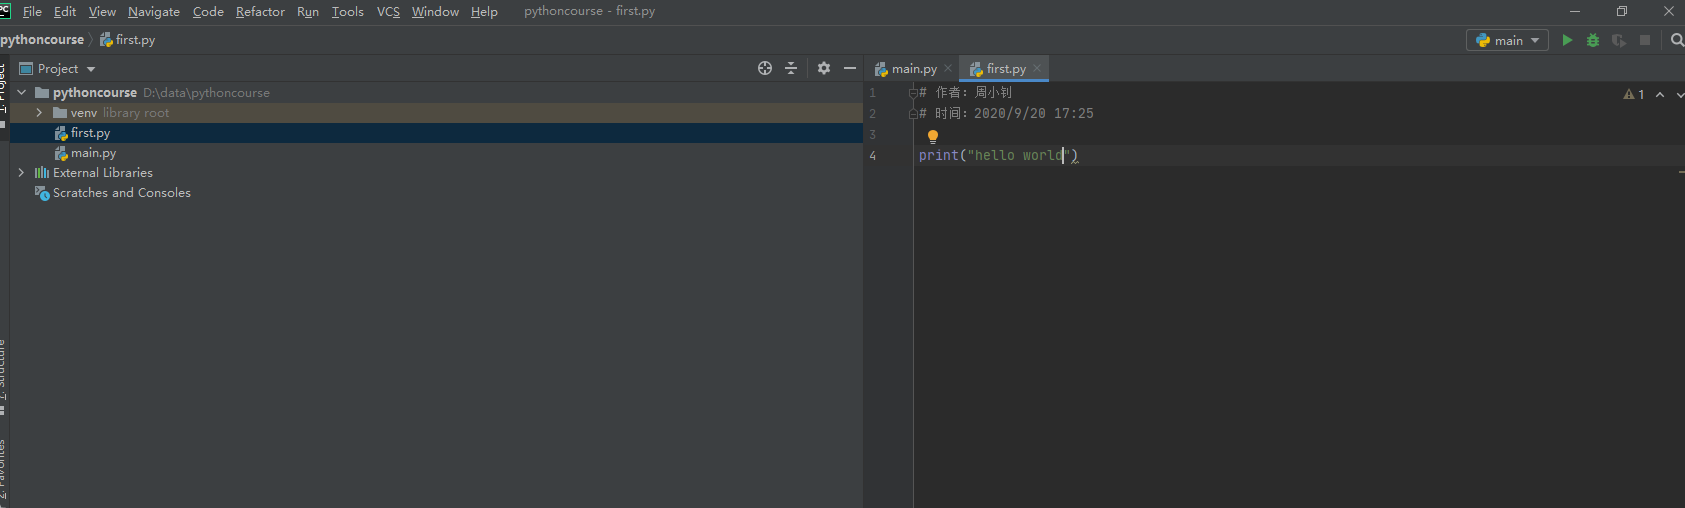 PC File Edit View Navigate Code Refactor Run Tools VCS Window Help pythoncourse - first.py
pythoncourse first.py main
Project main.py first.py
pythoncourse D:\data\pythoncourse
venv library root
first.py
main.py
External Libraries
Scratches and Consoles
1 # 作者：周小钊
2 # 时间：2020/9/20 17:25
3
4 print("hello world")
1
1: Project
7: Structure
2: Favorites